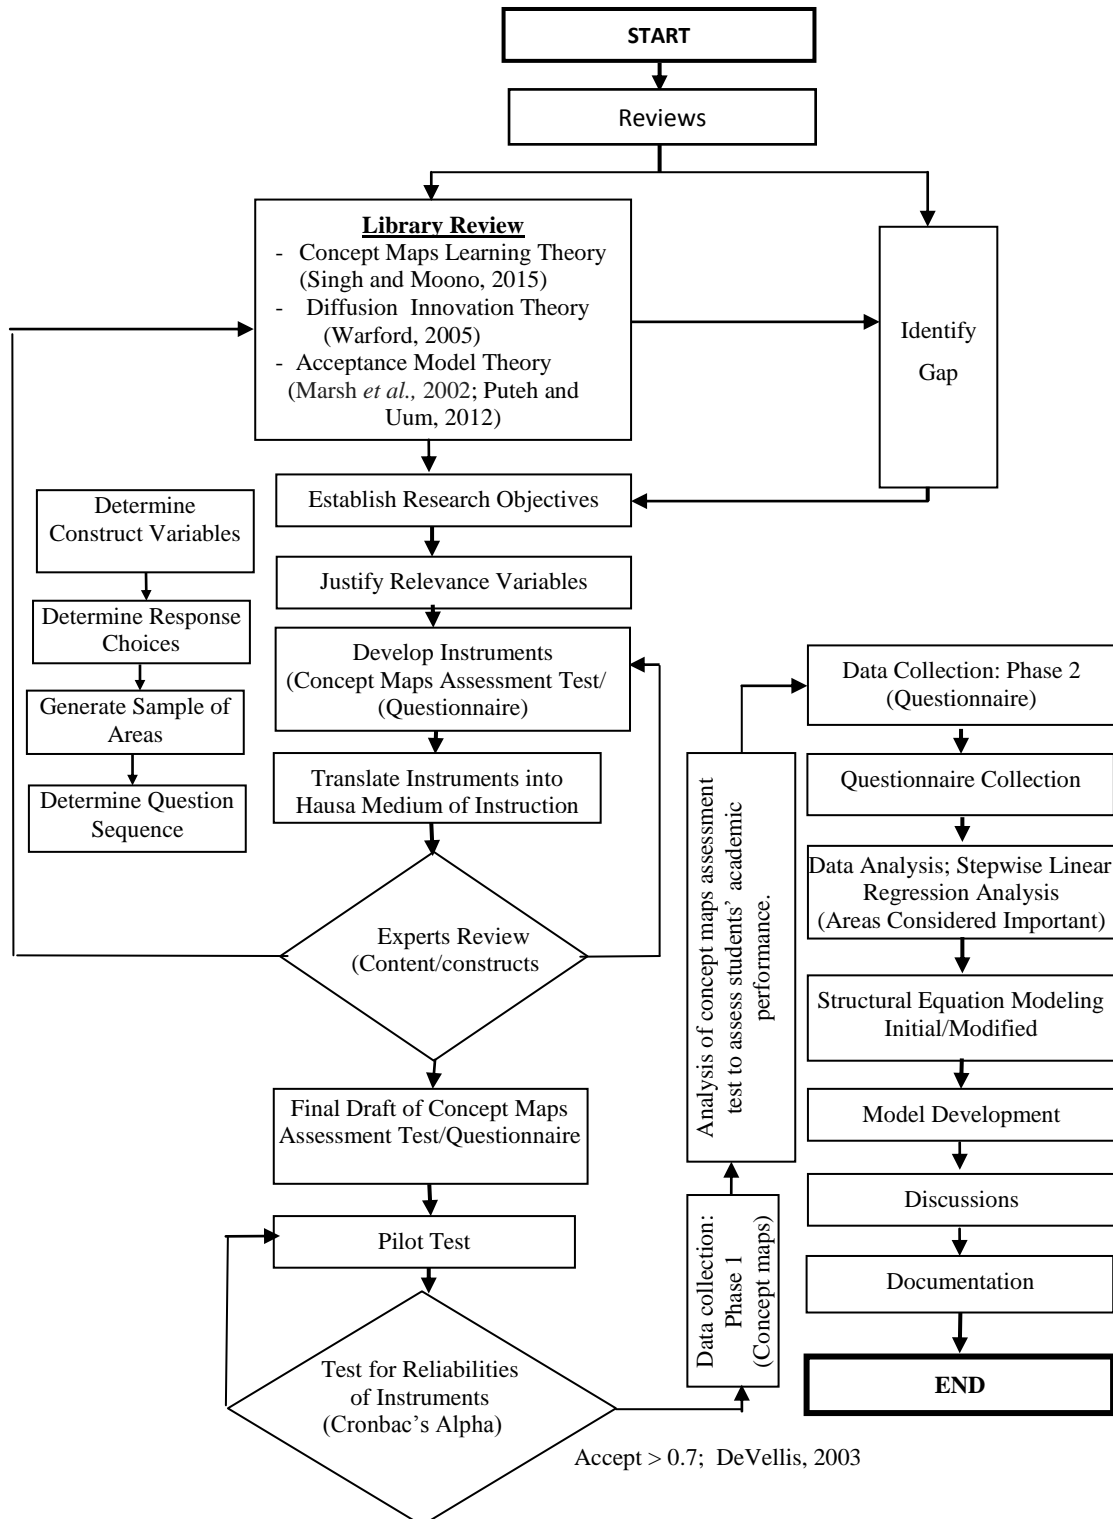 START
Reviews
Library Review
- Concept Maps Learning Theory
(Singh and Moono, 2015)
- Diffusion Innovation Theory
(Warford, 2005)
- Acceptance Model Theory
(Marsh et al., 2002; Puteh and
Uum, 2012)
Identify
Gap
Establish Research Objectives
Justify Relevance Variables
Determine
Construct Variables
Determine Response
Choices
Generate Sample of
Areas
Determine Question
Sequence
Develop Instruments
(Concept Maps Assessment Test/
(Questionnaire)
Translate Instruments into
Hausa Medium of Instruction
Experts Review
(Content/constructs
Final Draft of Concept Maps
Assessment Test/Questionnaire
Pilot Test
Test for Reliabilities
of Instruments
(Cronbac's Alpha)
Accept > 0.7; DeVellis, 2003
Data collection:
Phase 1
(Concept maps)
Analysis of concept maps assessment
test to assess students' academic
performance.
Data Collection: Phase 2
(Questionnaire)
Questionnaire Collection
Data Analysis; Stepwise Linear
Regression Analysis
(Areas Considered Important)
Structural Equation Modeling
Initial/Modified
Model Development
Discussions
Documentation
END